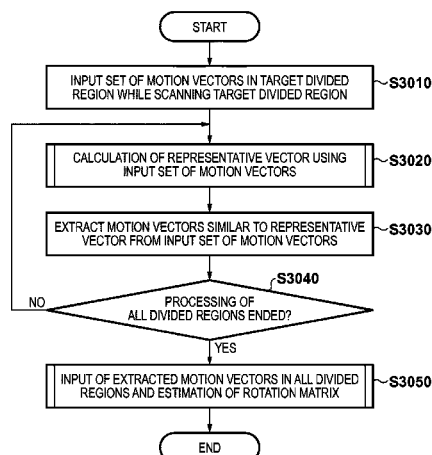 START
INPUT SET OF MOTION VECTORS IN TARGET DIVIDED
REGION WHILE SCANNING TARGET DIVIDED REGION
S3010
CALCULATION OF REPRESENTATIVE VECTOR USING
INPUT SET OF MOTION VECTORS
S3020
EXTRACT MOTION VECTORS SIMILAR TO REPRESENTATIVE
VECTOR FROM INPUT SET OF MOTION VECTORS
S3030
S3040
PROCESSING OF
ALL DIVIDED REGIONS ENDED?
NO
YES
INPUT OF EXTRACTED MOTION VECTORS IN ALL DIVIDED
REGIONS AND ESTIMATION OF ROTATION MATRIX
S3050
END